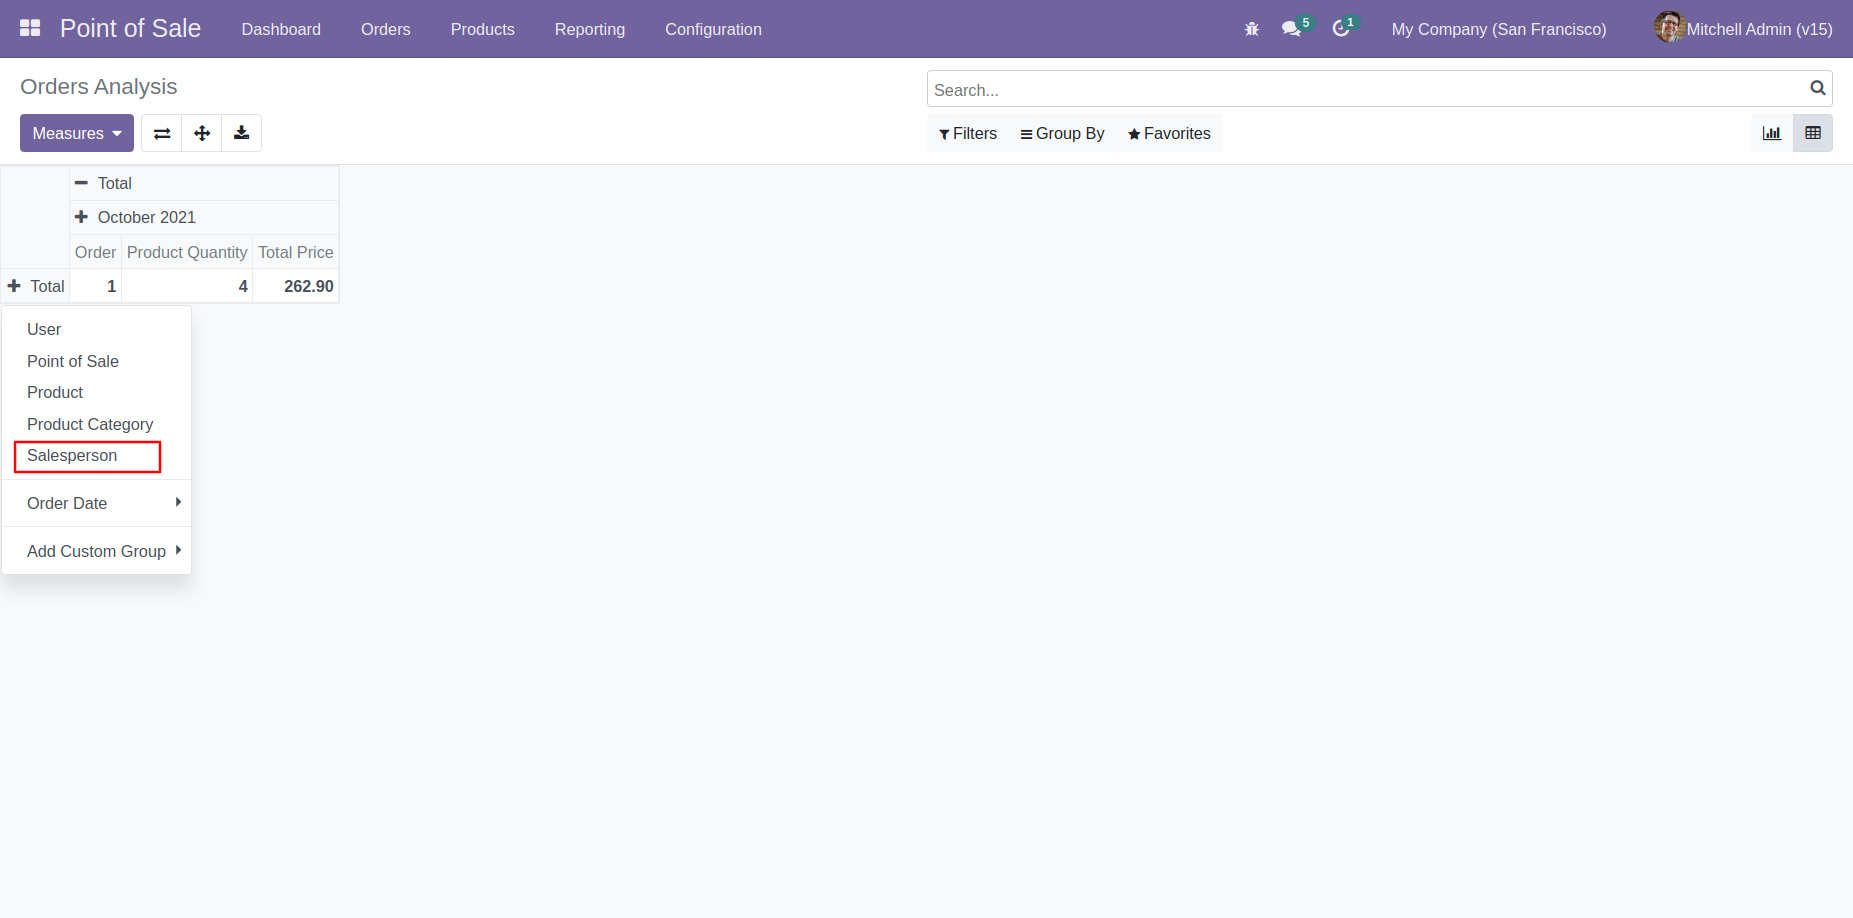 Point of Sale Dashboard Orders Products Reporting Configuration 5 1 My Company (San Francisco) Mitchell Admin (v15)
Orders Analysis
Search...
Measures
Filters Group By Favorites
Total
October 2021
Order Product Quantity Total Price
Total 1 4 262.90
User
Point of Sale
Product
Product Category
Salesperson
Order Date
Add Custom Group